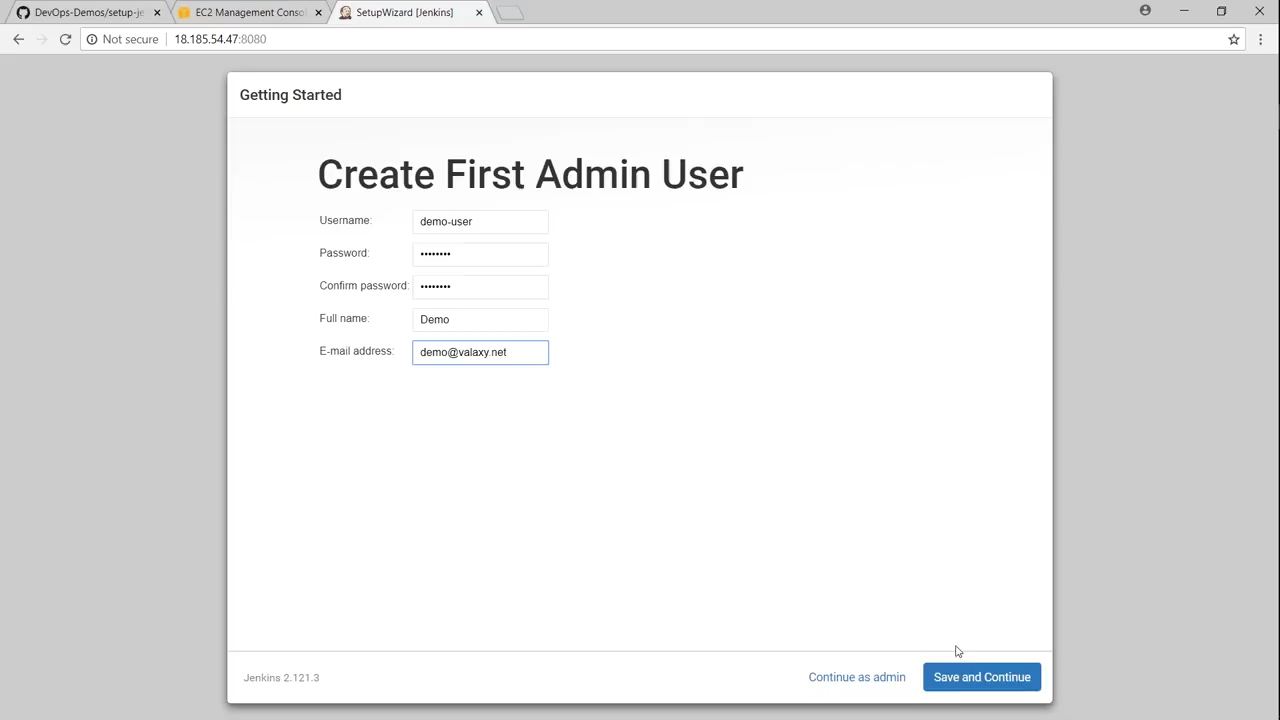 DevOps-Demos/setup-je
EC2 Management Conso
SetupWizard [Jenkins]
Not secure
18.185.54.47:8080
Getting Started
Create First Admin User
Username: demo-user
Password: ••••••••
Confirm password: ••••••••
Full name: Demo
E-mail address: demo@valaxy.net
Jenkins 2.121.3
Continue as admin
Save and Continue